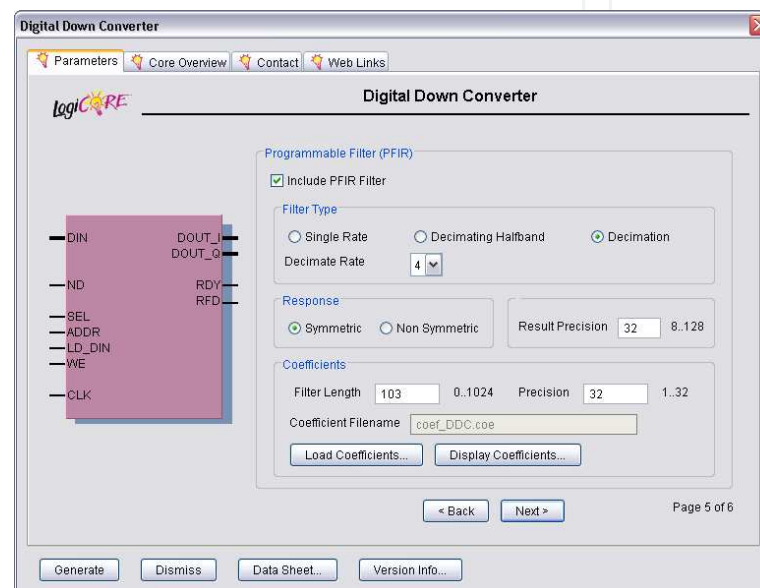 Digital Down Converter
Parameters Core Overview Contact Web Links
LogiCORE
Digital Down Converter
Programmable Filter (PFIR)
Include PFIR Filter
Filter Type
Single Rate Decimating Halfband Decimation
Decimate Rate 4
Response
Symmetric Non Symmetric
Result Precision 32 8..128
Coefficients
Filter Length 103 0..1024 Precision 32 1..32
Coefficient Filename coef_DDC.coe
Load Coefficients... Display Coefficients...
DIN DOUT_I
DOUT_Q
ND RDY
RFD
SEL
ADDR
LD_DIN
WE
CLK
< Back Next > Page 5 of 6
Generate Dismiss Data Sheet... Version Info...